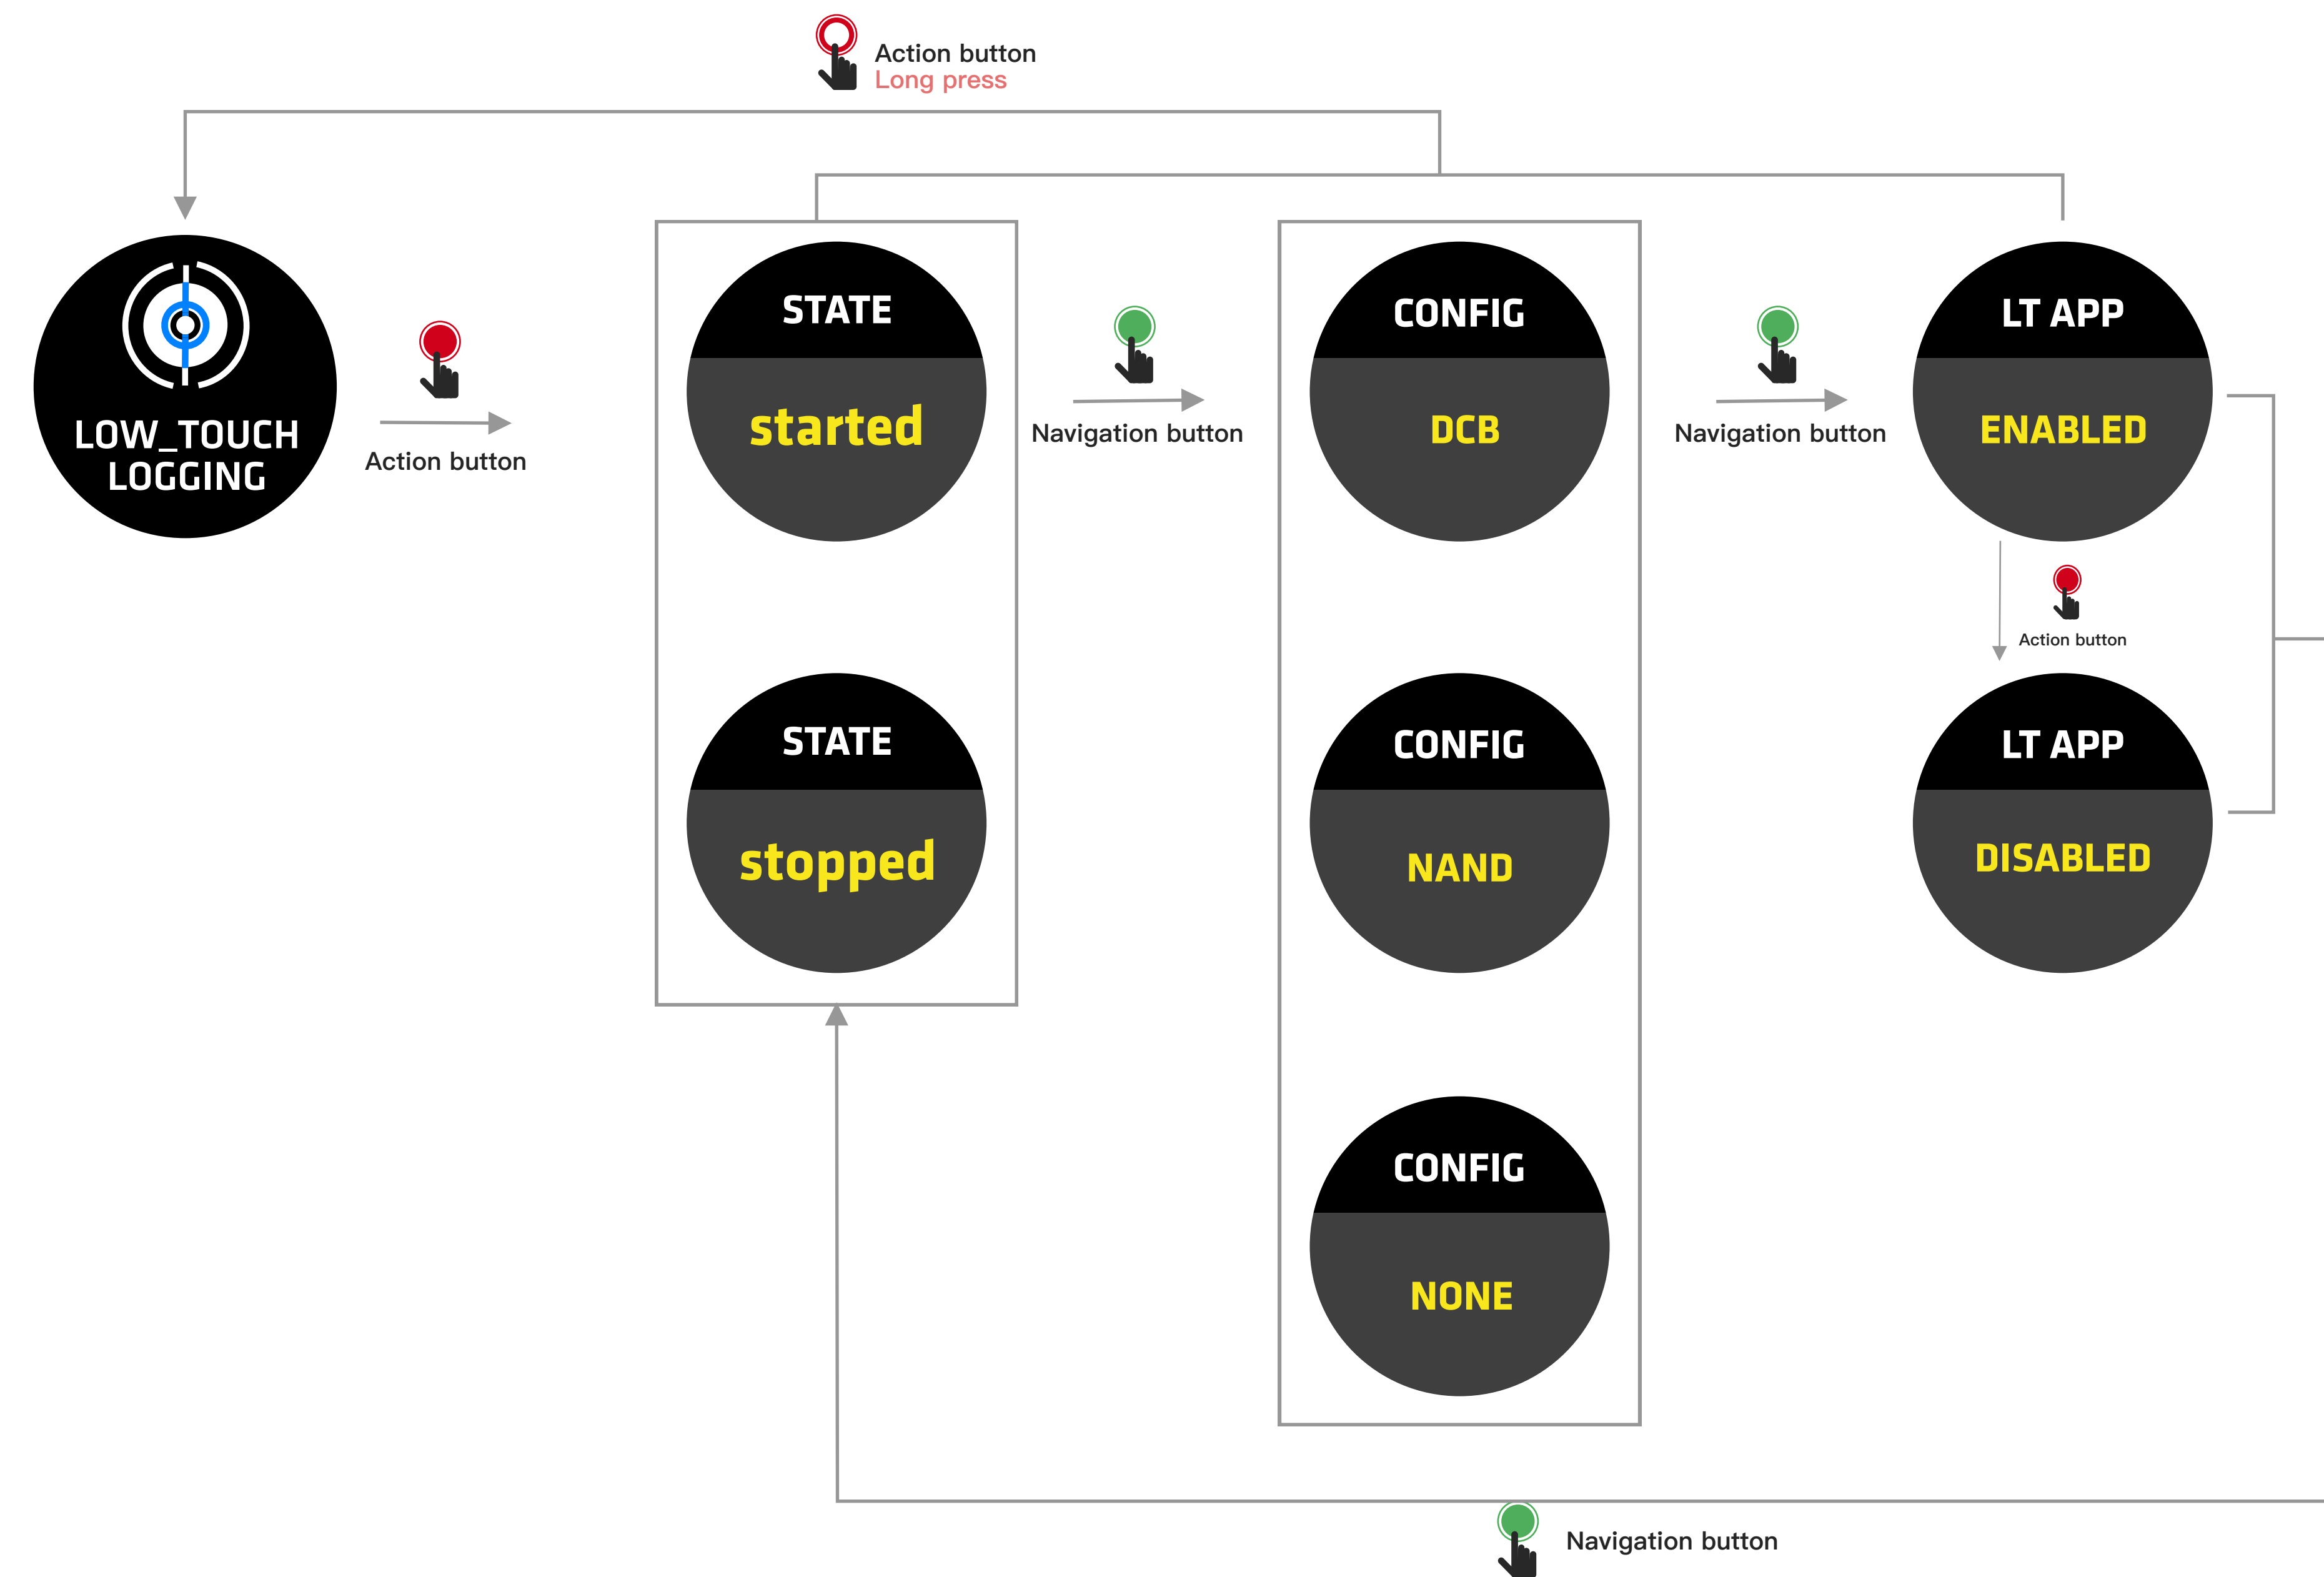 Action button
Long press
LOW_TOUCH
LOGGING
Action button
STATE
started
Navigation button
CONFIG
DCB
Navigation button
LT APP
ENABLED
Action button
STATE
stopped
CONFIG
NAND
LT APP
DISABLED
CONFIG
NONE
Navigation button